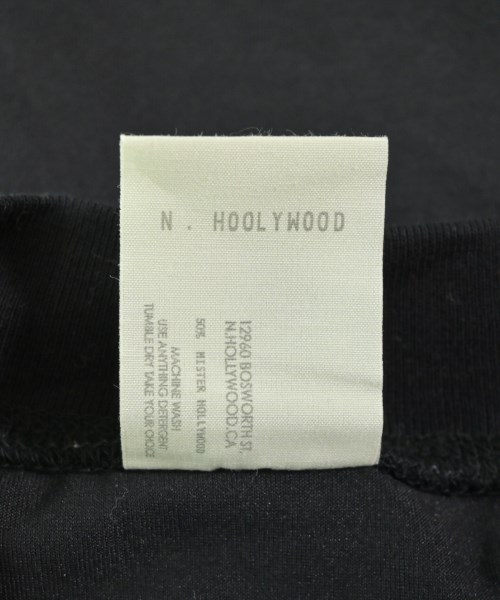 N. HOOLYWOOD
12960 BOSWORTH ST.
N.HOLLYWOOD.CA
50% MISTER HOLLYWOOD
MACHINE WASH
USE ANYTHING DETERGENT
TUMBLE DRY TAKE YOUR CHOICE